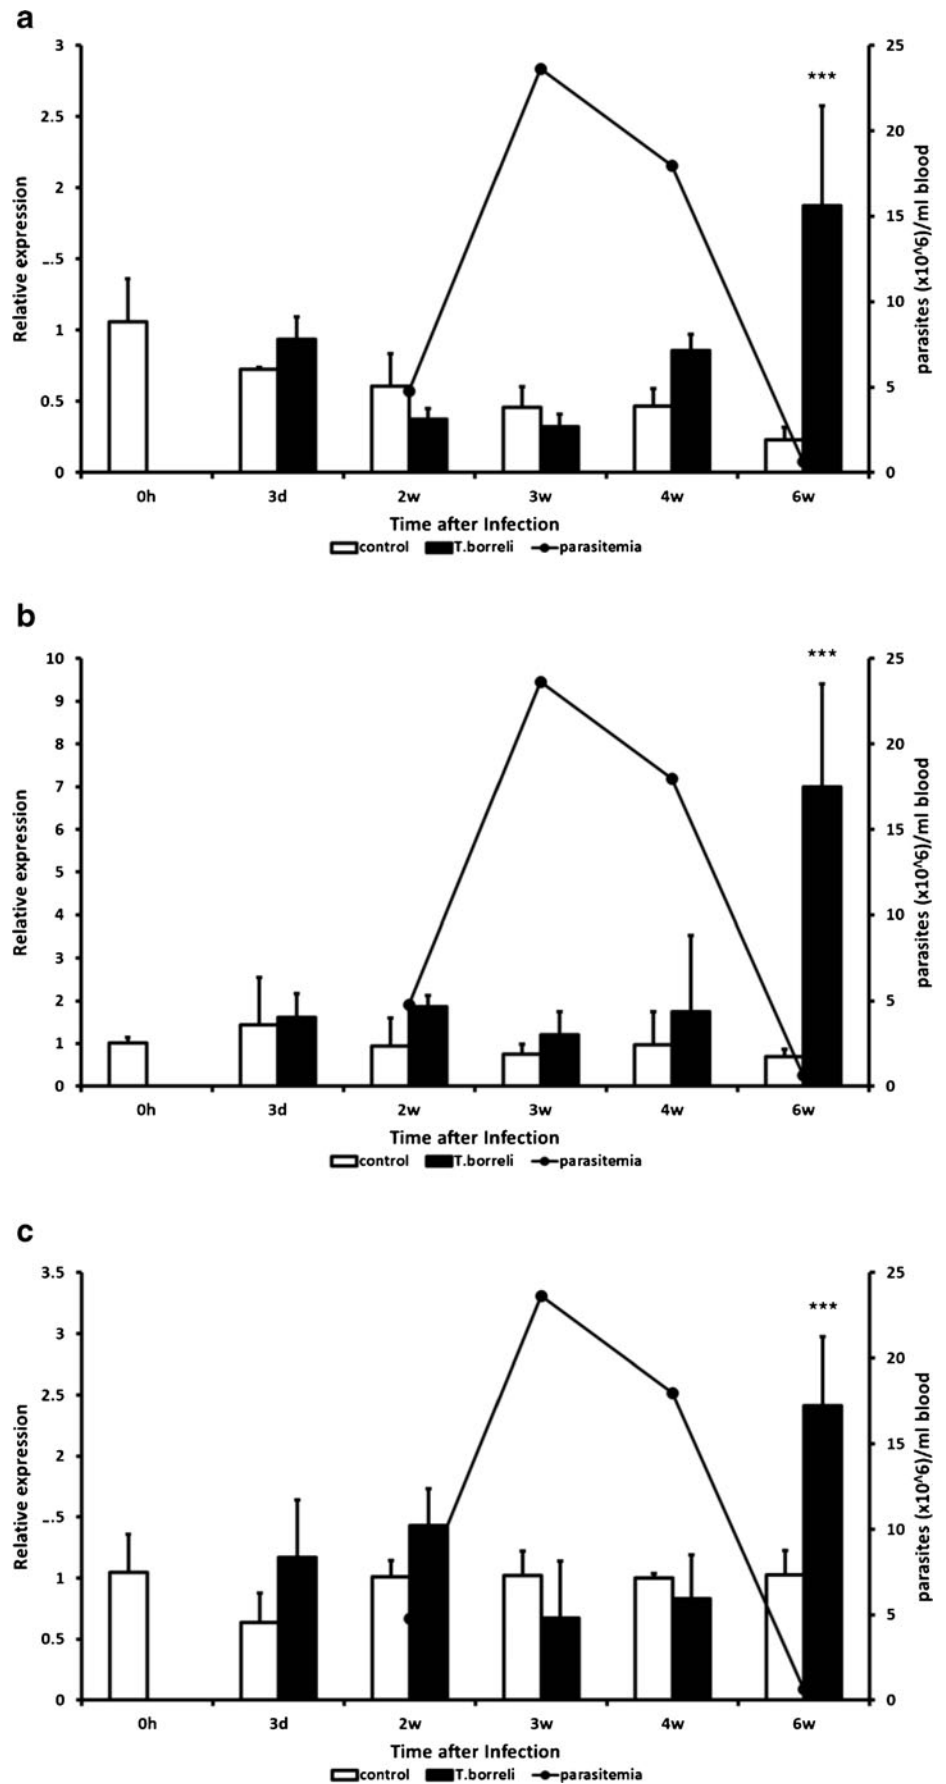 a
3
2.5
2
1.5
1
0.5
0
Relative expression
25
20
15
10
5
0
parasites (x10^6)/ml blood
***
0h 3d 2w 3w 4w 6w
Time after Infection
control T.borreli parasitemia
b
10
9
8
7
6
5
4
3
2
1
0
Relative expression
25
20
15
10
5
0
parasites (x10^6)/ml blood
***
0h 3d 2w 3w 4w 6w
Time after Infection
control T.borreli parasitemia
c
3.5
3
2.5
2
1.5
1
0.5
0
Relative expression
25
20
15
10
5
0
parasites (x10^6)/ml blood
***
0h 3d 2w 3w 4w 6w
Time after Infection
control T.borreli parasitemia